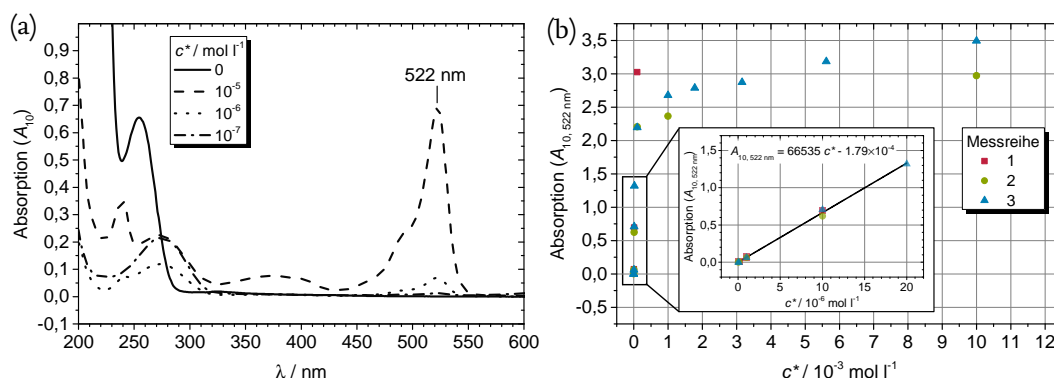 (a)
Absorption (A10)
0,9
0,8
0,7
0,6
0,5
0,4
0,3
0,2
0,1
0,0
-0,1
c* / mol l-1
0
10-5
10-6
10-7
522 nm
200 250 300 350 400 450 500 550 600
λ / nm
(b)
Absorption (A10, 522 nm)
3,5
3,0
2,5
2,0
1,5
1,0
0,5
0,0
-0,5
A10, 522 nm = 66535 c* - 1.79×10-4
Absorption (A10, 522 nm)
1,5
1,0
0,5
0,0
0 5 10 15 20
c* / 10-6 mol l-1
Messreihe
1
2
3
0 1 2 3 4 5 6 7 8 9 10 11 12
c* / 10-3 mol l-1